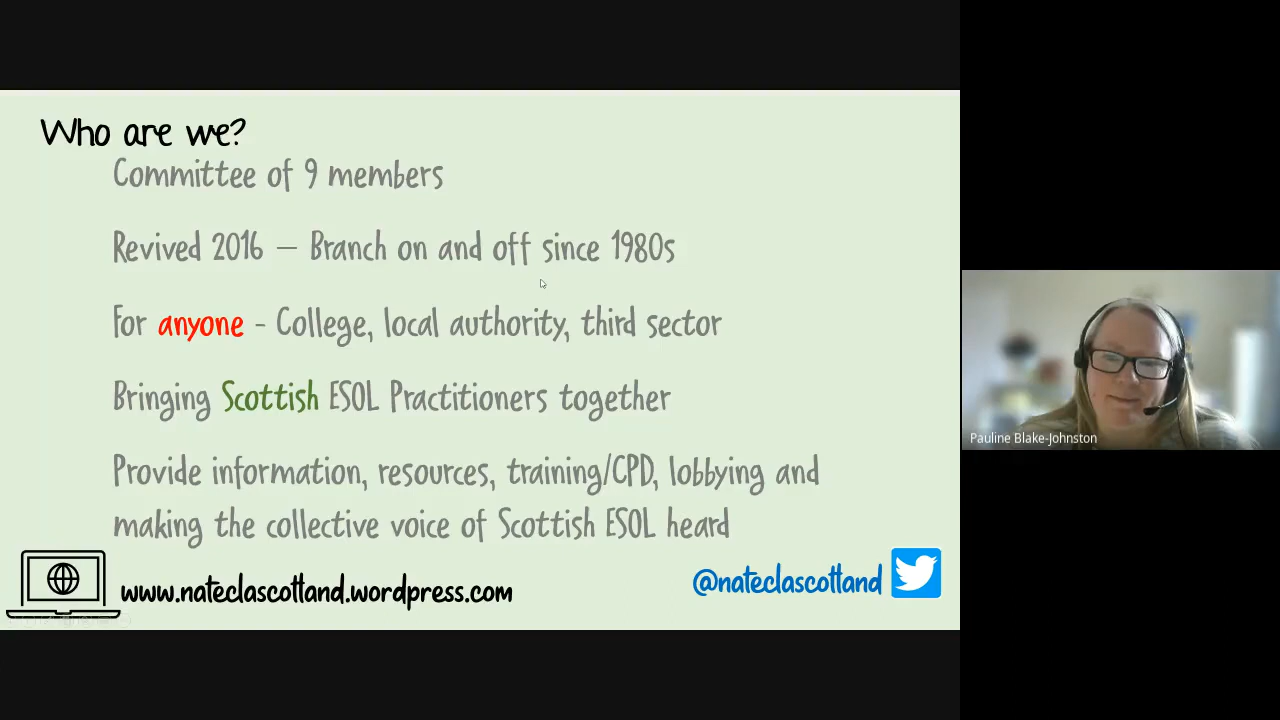 Who are we?
Committee of 9 members
Revived 2016 – Branch on and off since 1980s
For anyone - College, local authority, third sector
Bringing Scottish ESOL Practitioners together
Provide information, resources, training/CPD, lobbying and
making the collective voice of Scottish ESOL heard
www.nateclascotland.wordpress.com
@nateclascotland
Pauline Blake-Johnston